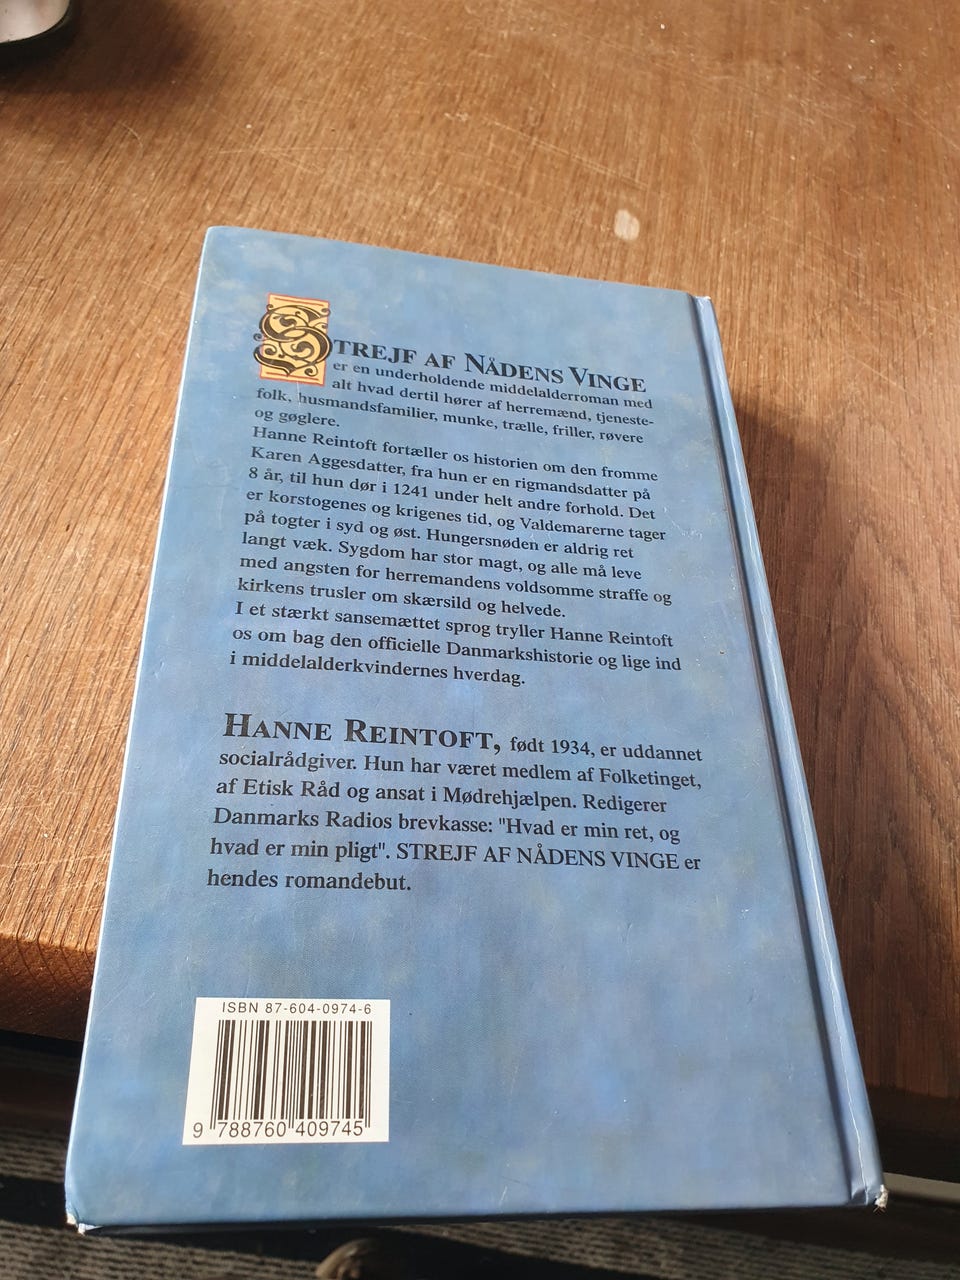 STREJF AF NÅDENS VINGE
er en underholdende middelalderroman med
alt hvad dertil hører af herremænd, tjeneste-
folk, husmandsfamilier, munke, trælle, friller, røvere
og gøglere.
Hanne Reintoft fortæller os historien om den fromme
Karen Aggesdatter, fra hun er en rigmandsdatter på
8 år, til hun dør i 1241 under helt andre forhold. Det
er korstogenes og krigenes tid, og Valdemarerne tager
på togter i syd og øst. Hungersnøden er aldrig ret
langt væk. Sygdom har stor magt, og alle må leve
med angsten for herremandens voldsomme straffe og
kirkens trusler om skærsild og helvede.
I et stærkt sansemættet sprog tryller Hanne Reintoft
os om bag den officielle Danmarkshistorie og lige ind
i middelalderkvindernes hverdag.
HANNE REINTOFT, født 1934, er uddannet
socialrådgiver. Hun har været medlem af Folketinget,
af Etisk Råd og ansat i Mødrehjælpen. Redigerer
Danmarks Radios brevkasse: "Hvad er min ret, og
hvad er min pligt". STREJF AF NÅDENS VINGE er
hendes romandebut.
ISBN 87-604-0974-6
9 788760 409745